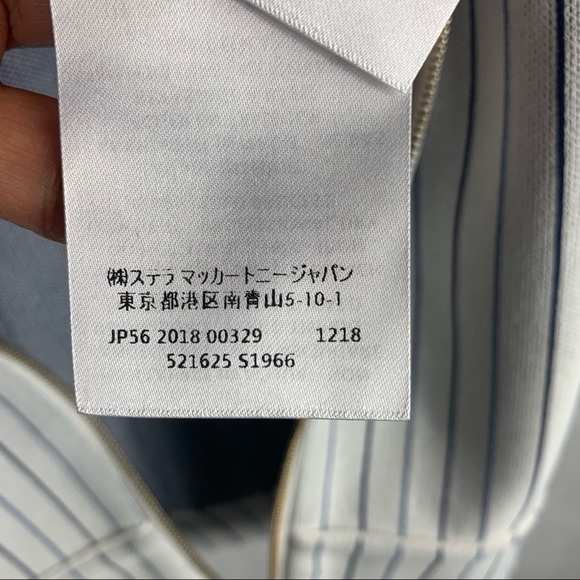 ㈱ステラ マッカートニージャパン
東京都港区南青山5-10-1
JP56 2018 00329 1218
521625 S1966